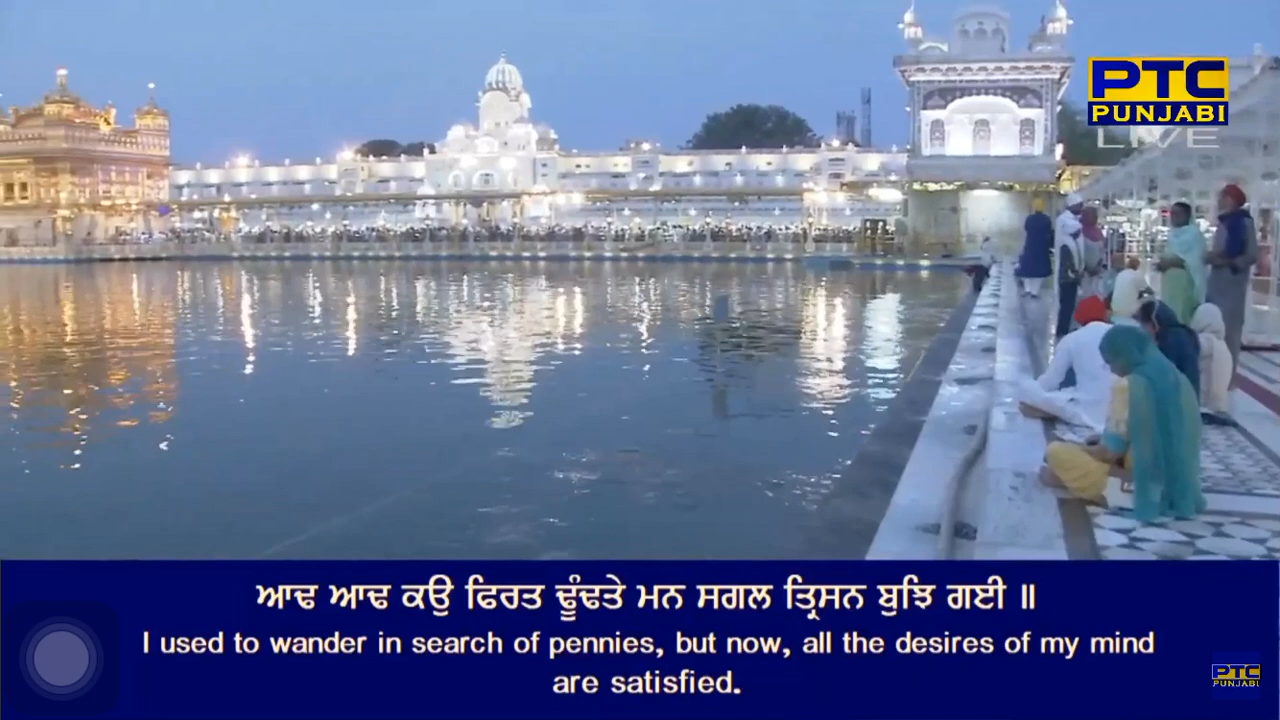 PTC
PUNJABI
LIVE
ਆਢ ਆਢ ਕਉ ਫਿਰਤ ਢੂੰਢਤੇ ਮਨ ਸਗਲ ਤ੍ਰਿਸਨ ਬੁਝਿ ਗਈ ॥
I used to wander in search of pennies, but now, all the desires of my mind
are satisfied.
PTC
PUNJABI